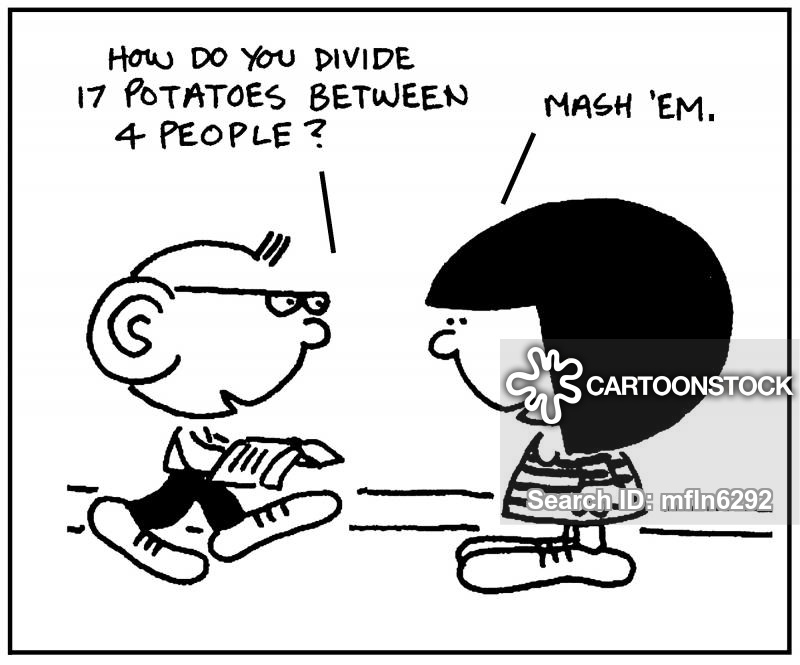 HOW DO YOU DIVIDE
17 POTATOES BETWEEN
4 PEOPLE?
MASH 'EM.
CARTOONSTOCK
Search ID: mfln6292